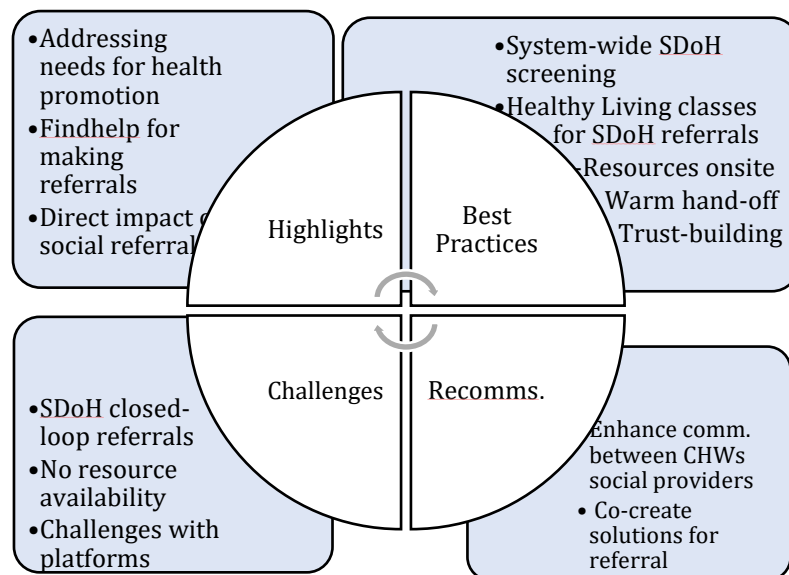 •Addressing
needs for health
promotion
•Findhelp for
making
referrals
•Direct impact
social referral
•System-wide SDoH
screening
•Healthy Living classes
for SDoH referrals
-Resources onsite
Warm hand-off
Trust-building
Highlights
Best
Practices
Challenges
Recomms.
•SDoH closed-
loop referrals
•No resource
availability
•Challenges with
platforms
Enhance comm.
between CHWs
social providers
• Co-create
solutions for
referral